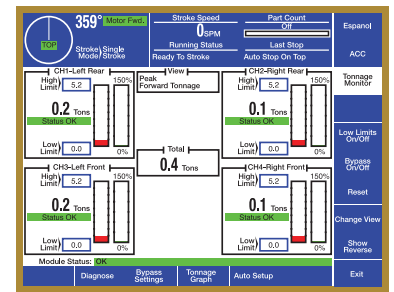 359° Motor Fwd.
TOP
Stroke Mode
Single Stroke
Stroke Speed
0SPM
Running Status
Ready To Stroke
Part Count
Off
Last Stop
Auto Stop On Top
Espanol
ACC
Tonnage Monitor
Low Limits On/Off
Bypass On/Off
Reset
Change View
Show Reverse
Exit
CH1-Left Rear
High Limit 5.2
150%
0.2 Tons
Status OK
Low Limit 0.0
0%
View
Peak
Forward Tonnage
CH2-Right Rear
High Limit 5.2
150%
0.1 Tons
Status OK
Low Limit 0.0
0%
Total
0.4 Tons
CH3-Left Front
High Limit 5.2
150%
0.2 Tons
Status OK
Low Limit 0.0
0%
CH4-Right Front
High Limit 5.2
150%
0.1 Tons
Status OK
Low Limit 0.0
0%
Module Status: OK
Diagnose
Bypass Settings
Tonnage Graph
Auto Setup